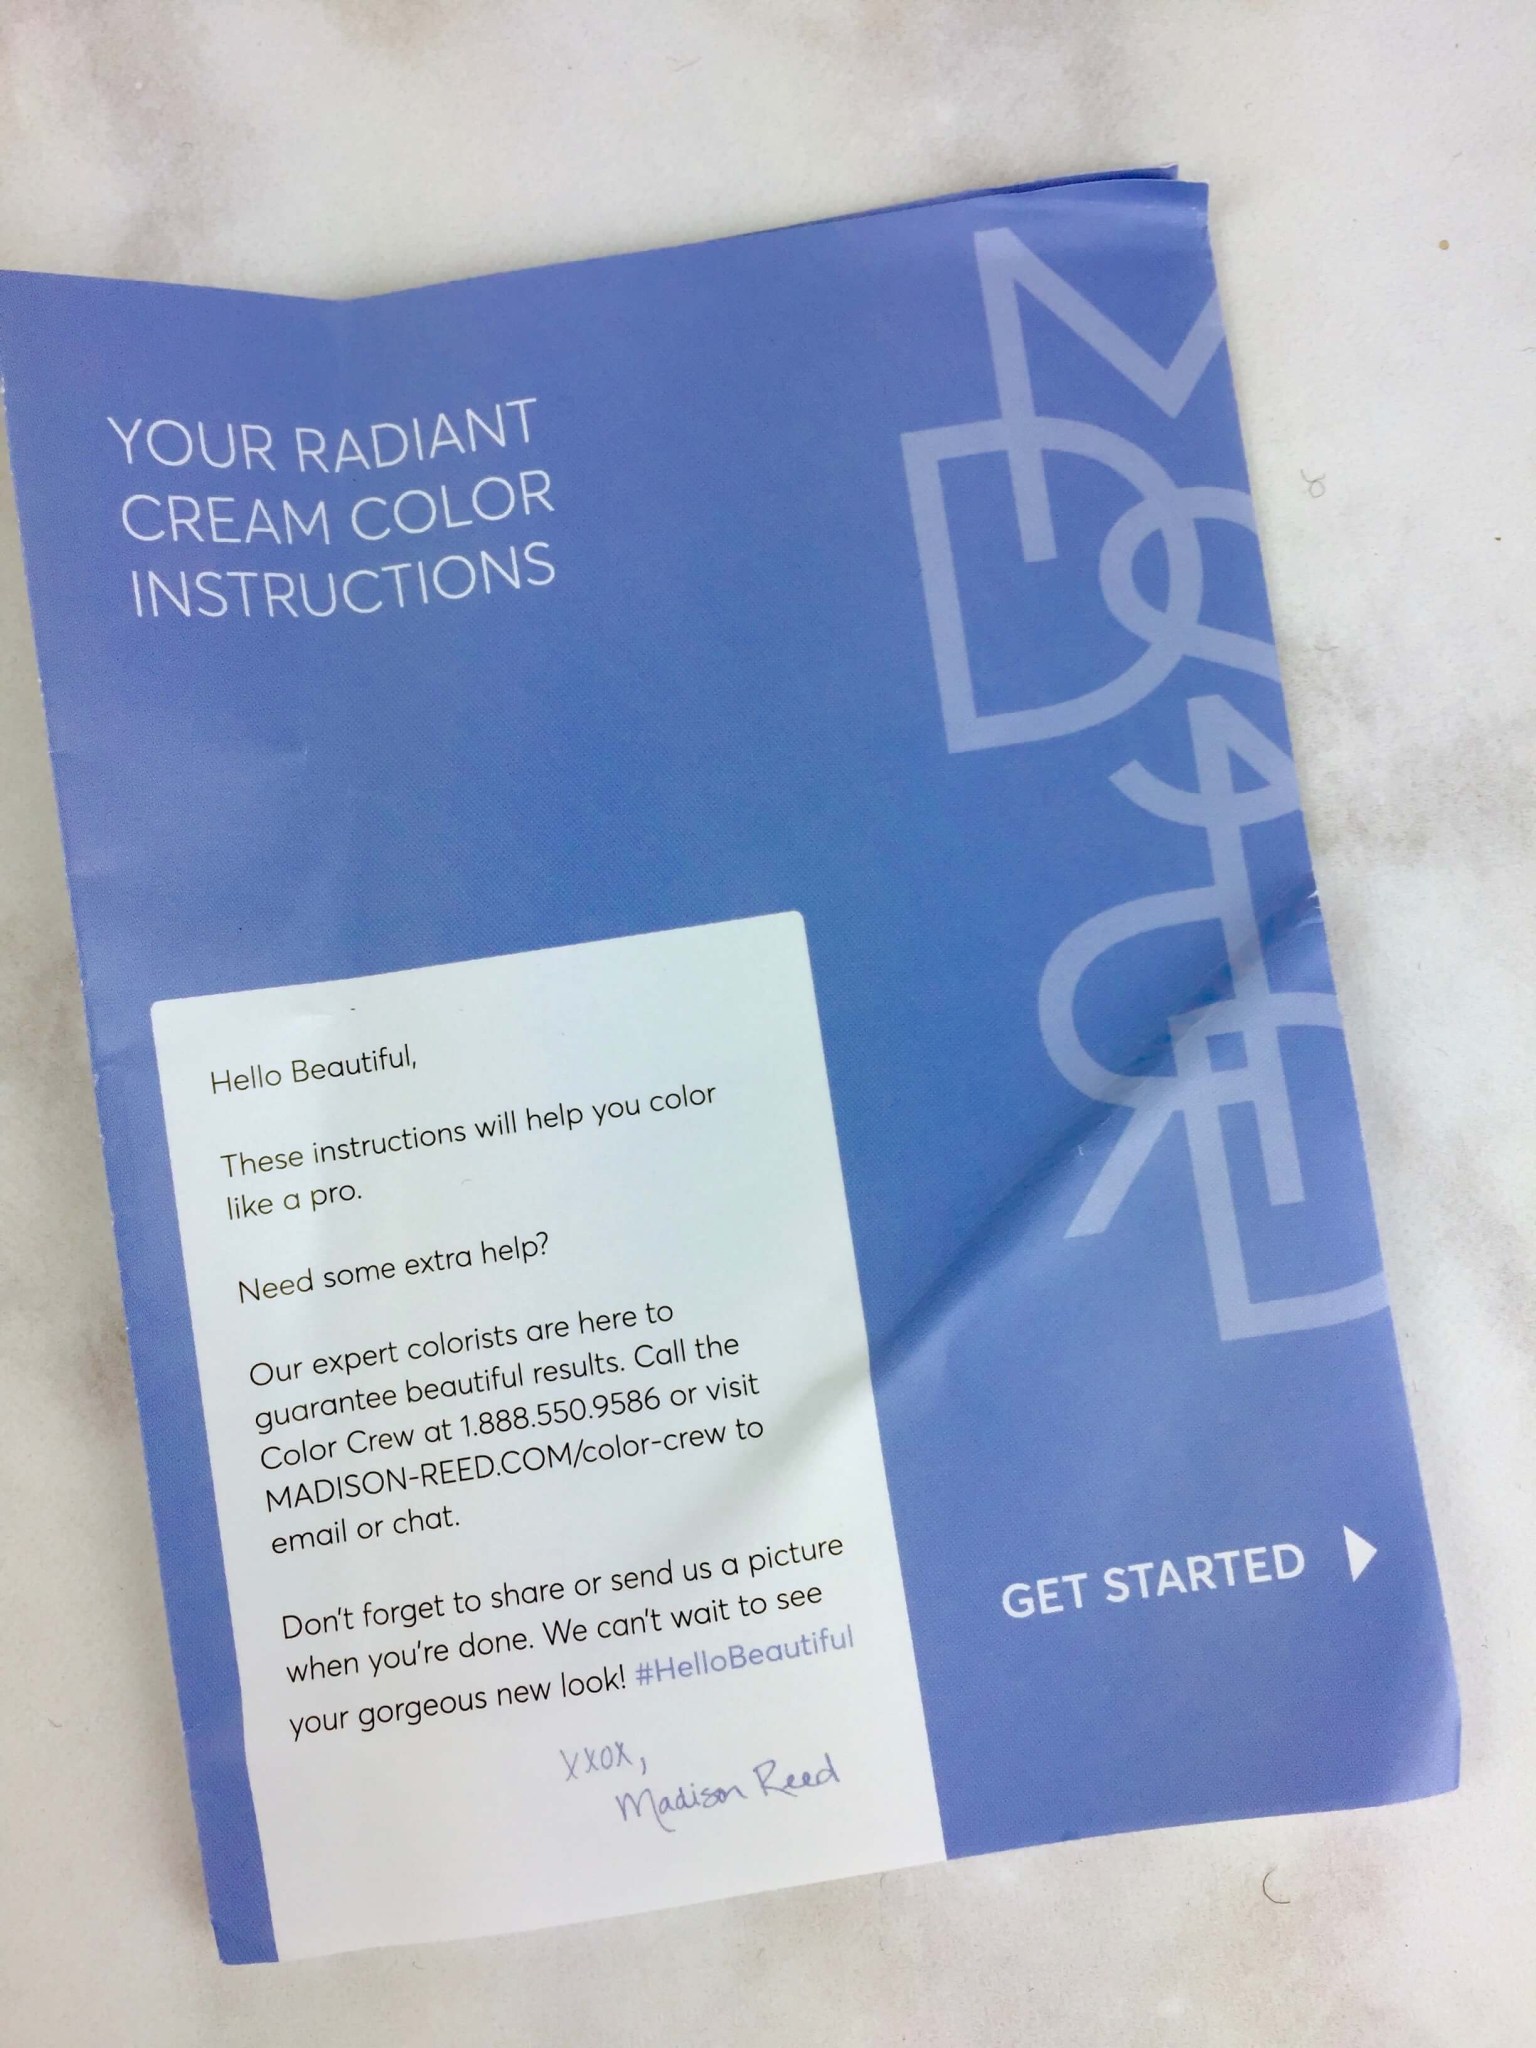 YOUR RADIANT
CREAM COLOR
INSTRUCTIONS
Hello Beautiful,
These instructions will help you color
like a pro.
Need some extra help?
Our expert colorists are here to
guarantee beautiful results. Call the
Color Crew at 1.888.550.9586 or visit
MADISON-REED.COM/color-crew to
email or chat.
Don't forget to share or send us a picture
when you're done. We can't wait to see
your gorgeous new look! #HelloBeautiful
xxox,
Madison Reed
GET STARTED